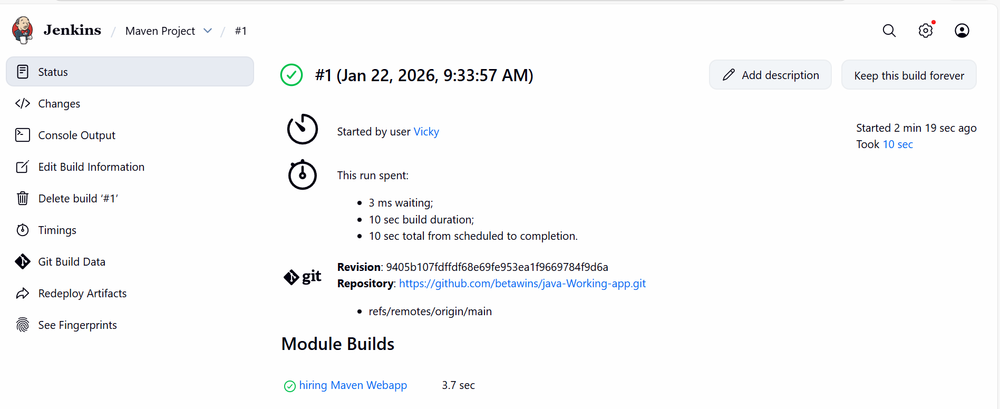 Jenkins / Maven Project / #1
Status
Changes
Console Output
Edit Build Information
Delete build ‘#1’
Timings
Git Build Data
Redeploy Artifacts
See Fingerprints
#1 (Jan 22, 2026, 9:33:57 AM)
Add description
Keep this build forever
Started by user Vicky
Started 2 min 19 sec ago
Took 10 sec
This run spent:
• 3 ms waiting;
• 10 sec build duration;
• 10 sec total from scheduled to completion.
git
Revision: 9405b107fdffdf68e69fe953ea1f9669784f9d6a
Repository: https://github.com/betawins/java-Working-app.git
• refs/remotes/origin/main
Module Builds
hiring Maven Webapp 3.7 sec